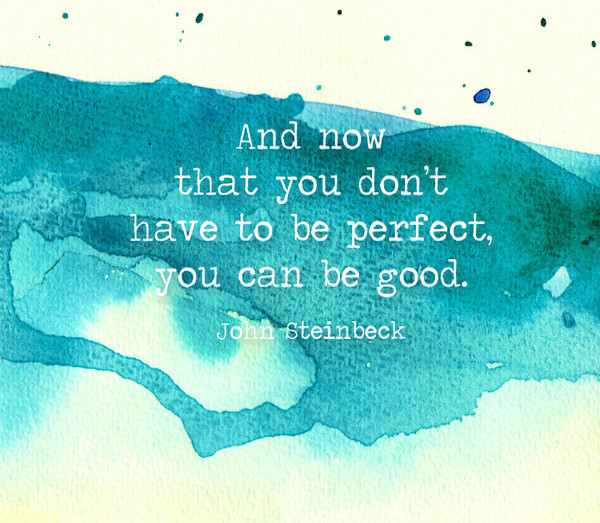 And now
that you don't
have to be perfect,
you can be good.
John Steinbeck